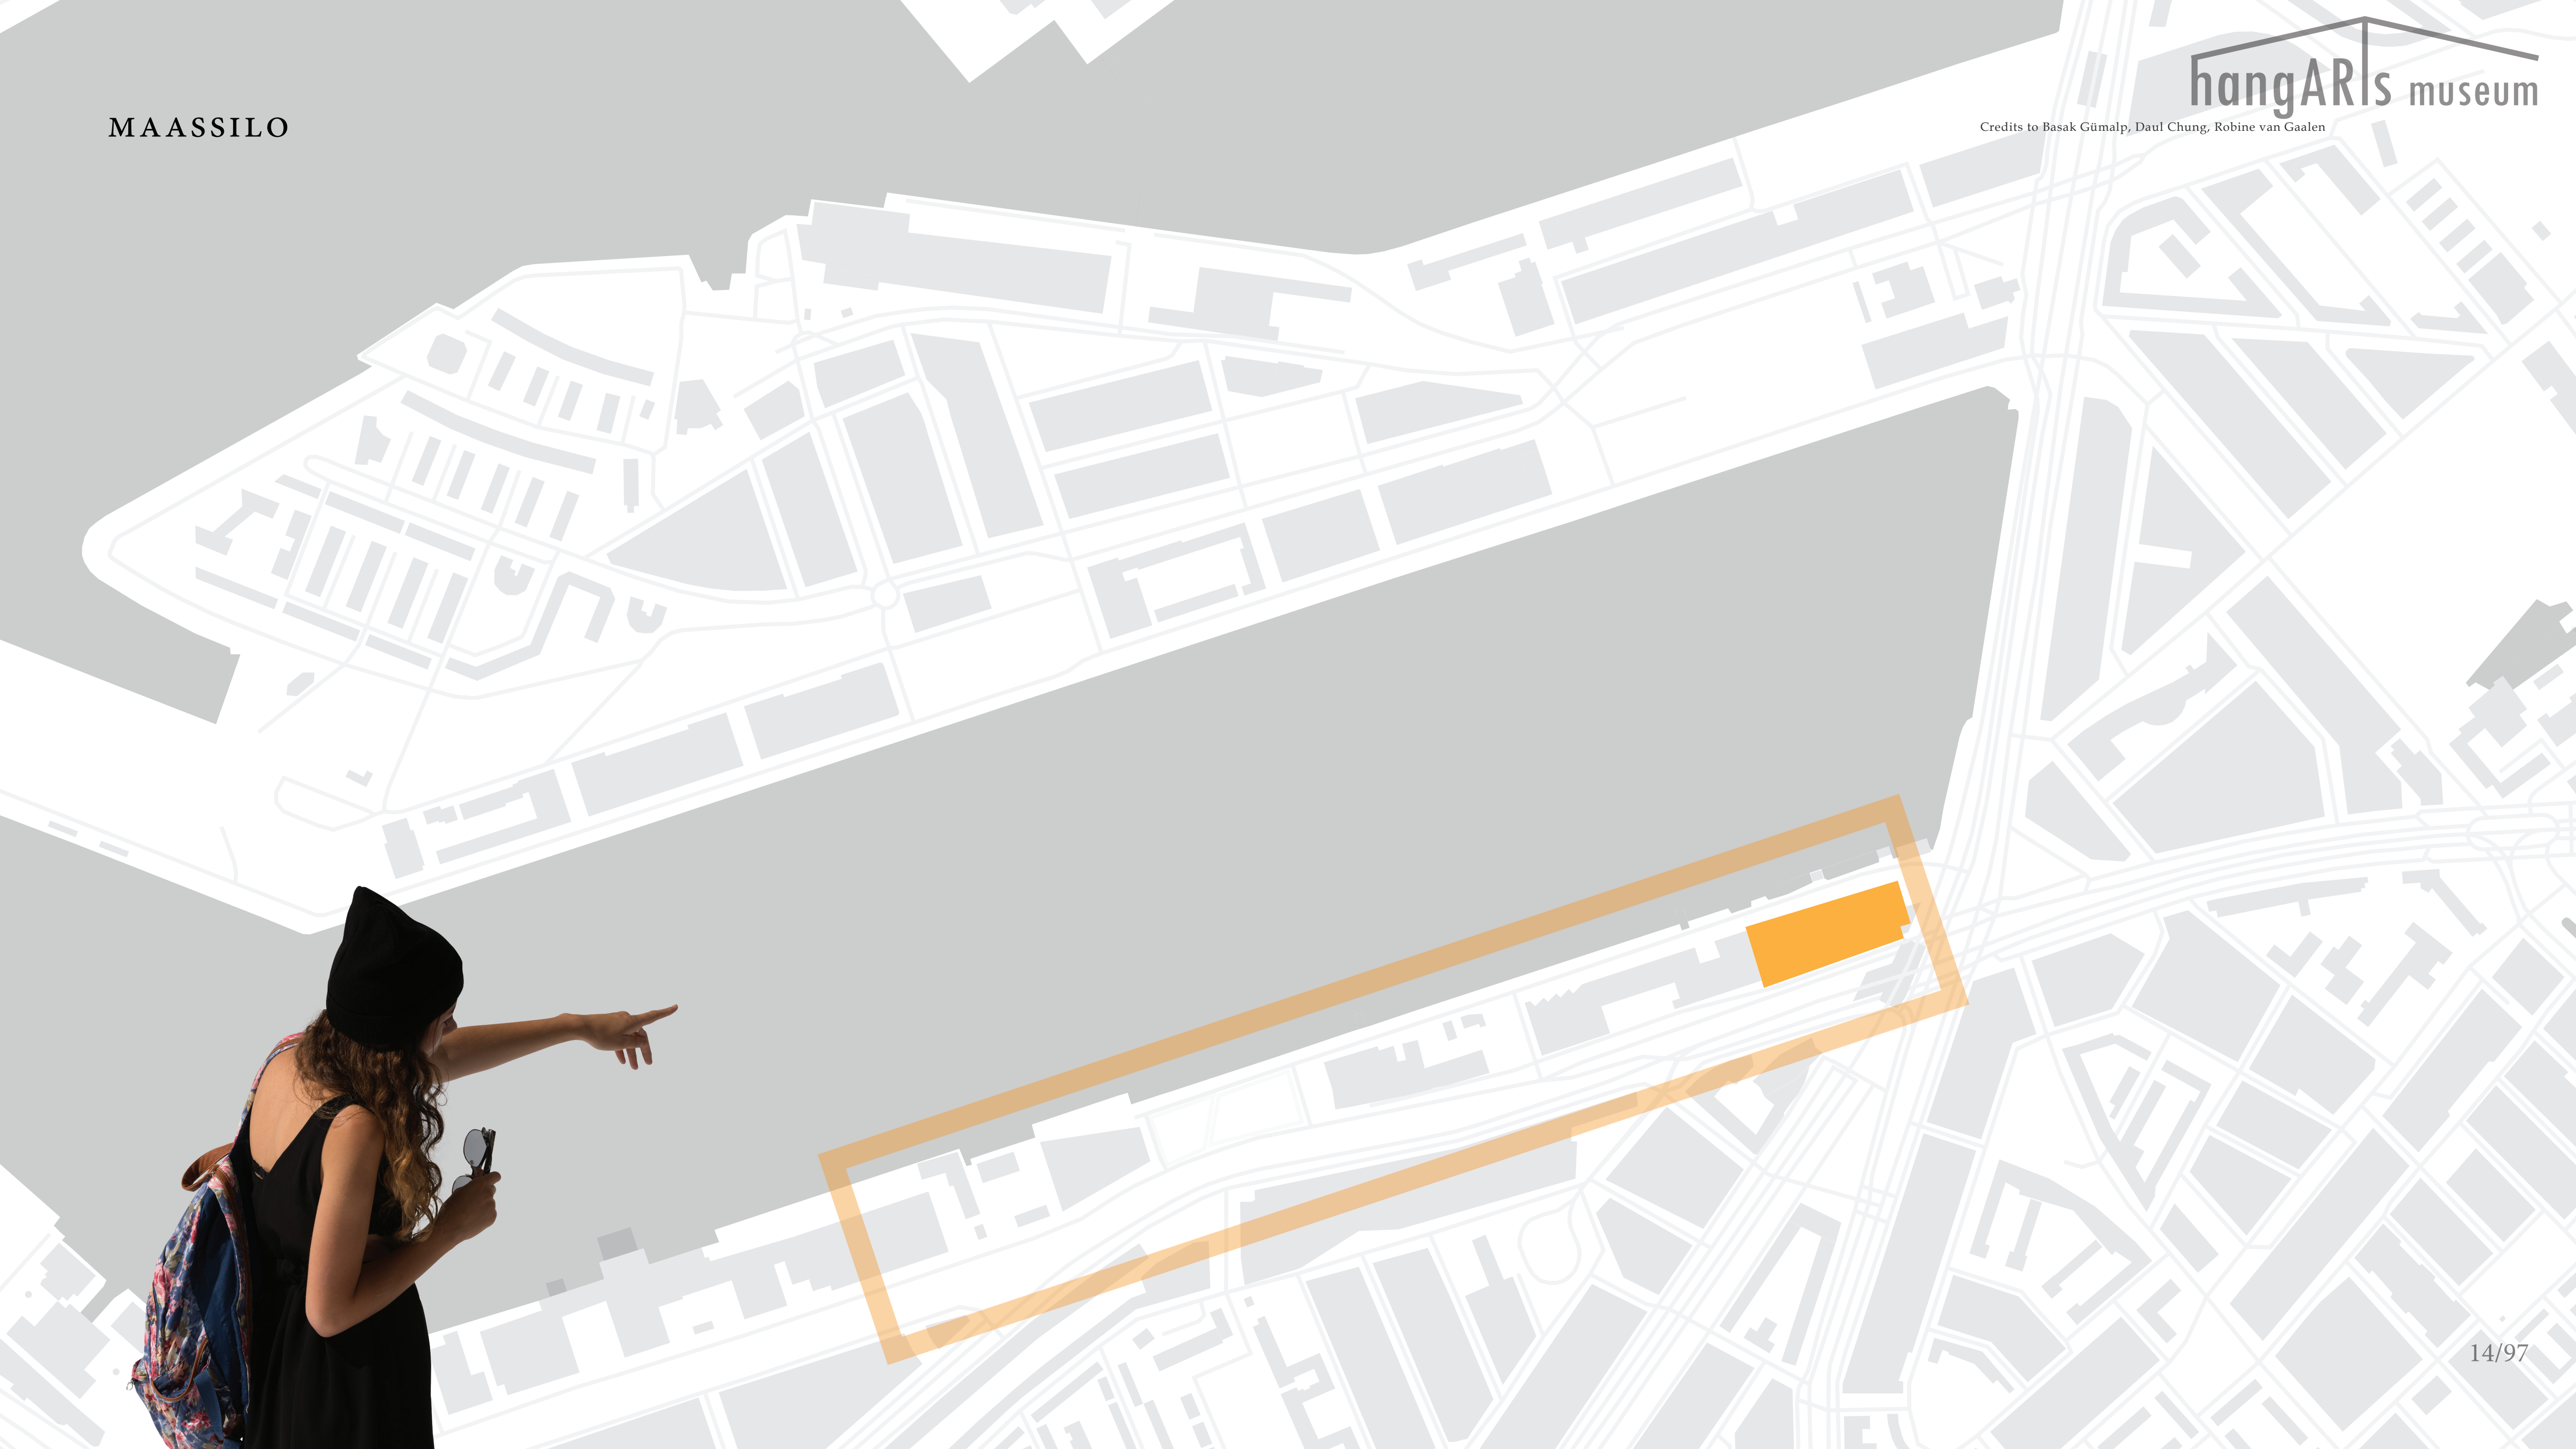 MAASSILO
hangARTs museum
Credits to Basak Gümalp, Daul Chung, Robine van Gaalen
14/97